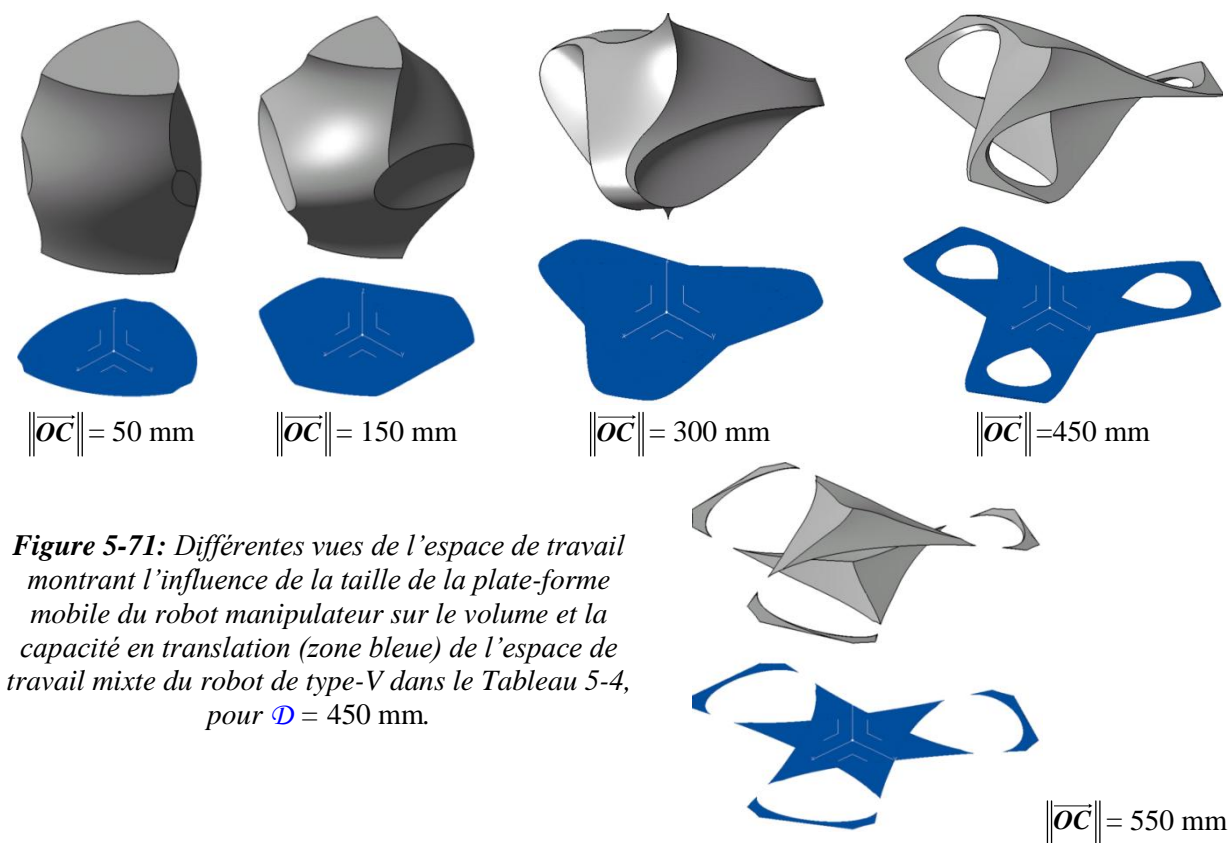 ‖OC‖ = 50 mm
‖OC‖ = 150 mm
‖OC‖ = 300 mm
‖OC‖ =450 mm
Figure 5-71: Différentes vues de l’espace de travail
montrant l’influence de la taille de la plate-forme
mobile du robot manipulateur sur le volume et la
capacité en translation (zone bleue) de l’espace de
travail mixte du robot de type-V dans le Tableau 5-4,
pour 𝒟 = 450 mm.
‖OC‖ = 550 mm